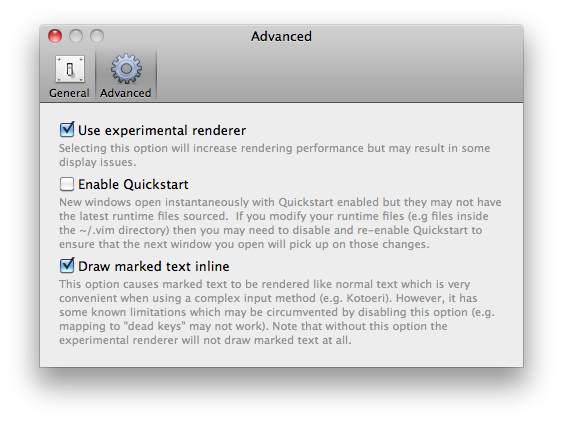 Advanced
General Advanced
Use experimental renderer
Selecting this option will increase rendering performance but may result in some
display issues.
Enable Quickstart
New windows open instantaneously with Quickstart enabled but they may not have
the latest runtime files sourced.  If you modify your runtime files (e.g files inside
the ~/.vim directory) then you may need to disable and re-enable Quickstart to
ensure that the next window you open will pick up on those changes.
Draw marked text inline
This option causes marked text to be rendered like normal text which is very
convenient when using a complex input method (e.g. Kotoeri). However, it has
some known limitations which may be circumvented by disabling this option (e.g.
mapping to "dead keys" may not work). Note that without this option the
experimental renderer will not draw marked text at all.